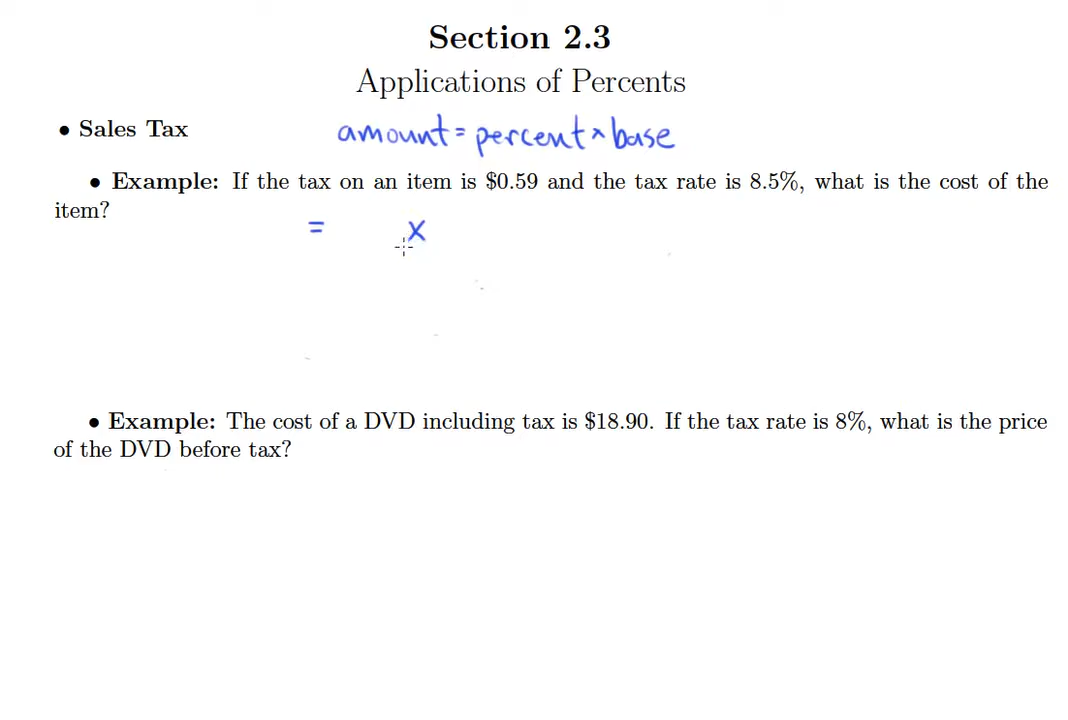 Section 2.3
Applications of Percents
• Sales Tax
amount = percent × base
• Example: If the tax on an item is $0.59 and the tax rate is 8.5%, what is the cost of the
item?
= x
• Example: The cost of a DVD including tax is $18.90. If the tax rate is 8%, what is the price
of the DVD before tax?